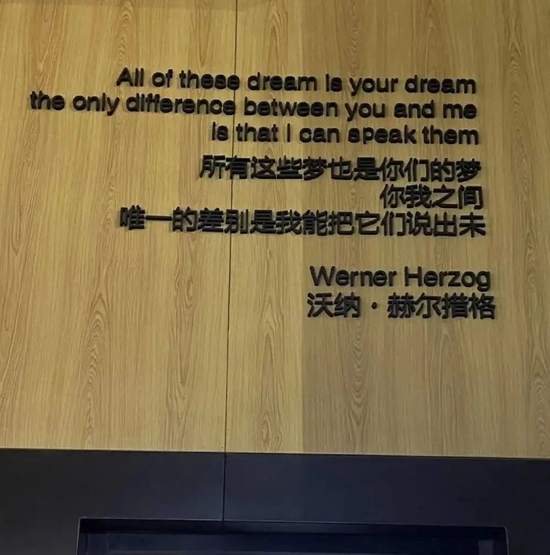 All of these dream is your dream
the only difference between you and me
is that I can speak them
所有这些梦也是你们的梦
你我之间
唯一的差别是我能把它们说出未
Werner Herzog
沃纳·赫尔措格